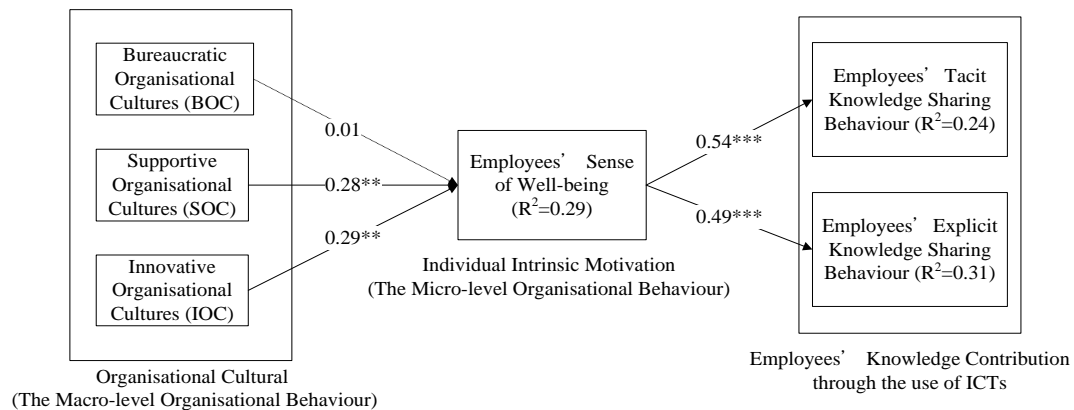 Bureaucratic
Organisational
Cultures (BOC)
Supportive
Organisational
Cultures (SOC)
Innovative
Organisational
Cultures (IOC)
Organisational Cultural
(The Macro-level Organisational Behaviour)
0.01
0.28**
0.29**
Employees’ Sense
of Well-being
(R²=0.29)
Individual Intrinsic Motivation
(The Micro-level Organisational Behaviour)
0.54***
0.49***
Employees’ Tacit
Knowledge Sharing
Behaviour (R²=0.24)
Employees’ Explicit
Knowledge Sharing
Behaviour (R²=0.31)
Employees’ Knowledge Contribution
through the use of ICTs